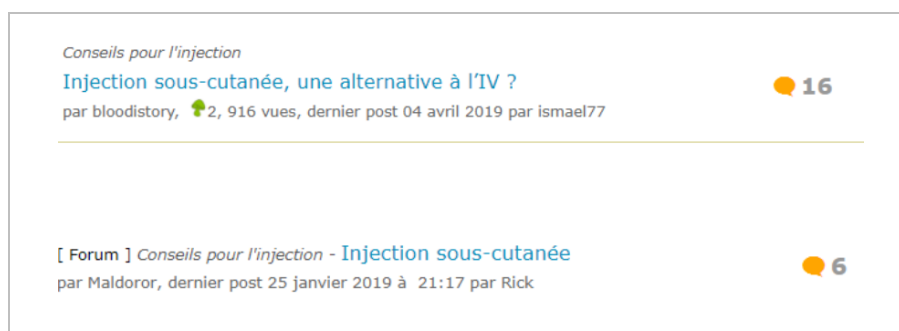 Conseils pour l'injection
Injection sous-cutanée, une alternative à l’IV ?
16
par bloodistory, 2, 916 vues, dernier post 04 avril 2019 par ismael77
[ Forum ] Conseils pour l'injection - Injection sous-cutanée
6
par Maldoror, dernier post 25 janvier 2019 à 21:17 par Rick